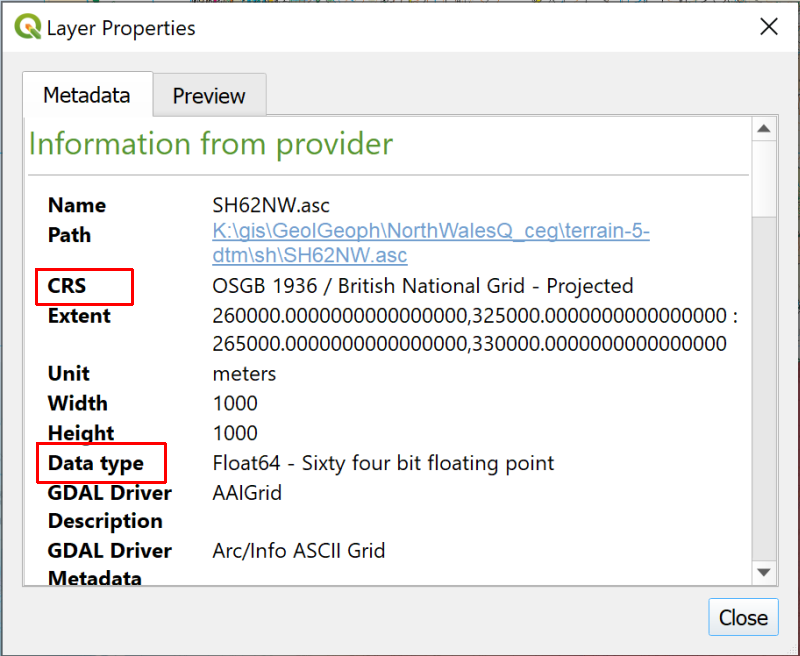 Layer Properties
Metadata
Preview
Information from provider
Name SH62NW.asc
Path K:\gis\GeolGeoph\NorthWalesQ_ceg\terrain-5-
dtm\sh\SH62NW.asc
CRS OSGB 1936 / British National Grid - Projected
Extent 260000.0000000000000000,325000.0000000000000000 :
265000.0000000000000000,330000.0000000000000000
Unit meters
Width 1000
Height 1000
Data type Float64 - Sixty four bit floating point
GDAL Driver AAIGrid
Description
GDAL Driver Arc/Info ASCII Grid
Metadata
Close